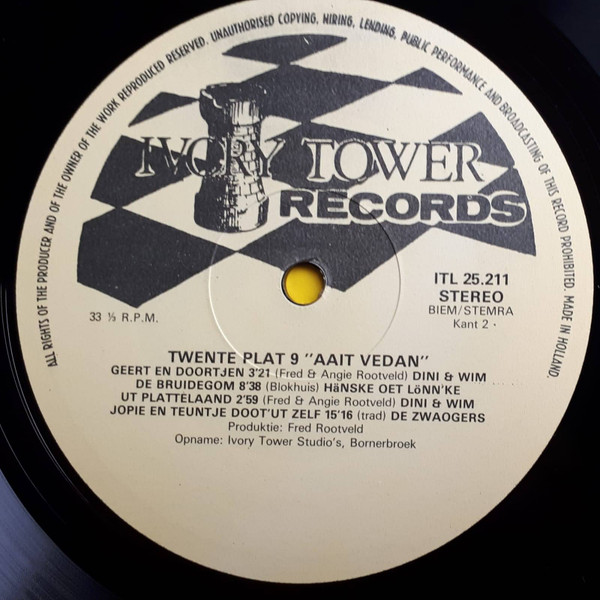 ALL RIGHTS OF THE PRODUCER AND OF THE OWNER OF THE WORK REPRODUCED RESERVED. UNAUTHORISED COPYING, HIRING, LENDING, PUBLIC PERFORMANCE AND BROADCASTING OF THIS RECORD PROHIBITED. MADE IN HOLLAND.
IVORY TOWER
RECORDS
ITL 25.211
STEREO
BIEM/STEMRA
Kant 2
33 ⅓ R.P.M.
TWENTE PLAT 9 "AAIT VEDAN"
GEERT EN DOORTJEN 3'21 (Fred & Angie Rootveld) DINI & WIM
DE BRUIDEGOM 8'38 (Blokhuis) HäNSKE OET LöNN'KE
UT PLATTELAAND 2'59 (Fred & Angie Rootveld) DINI & WIM
JOPIE EN TEUNTJE DOOT'UT ZELF 15'16 (trad) DE ZWAOGERS
Produktie: Fred Rootveld
Opname: Ivory Tower Studio's, Bornerbroek